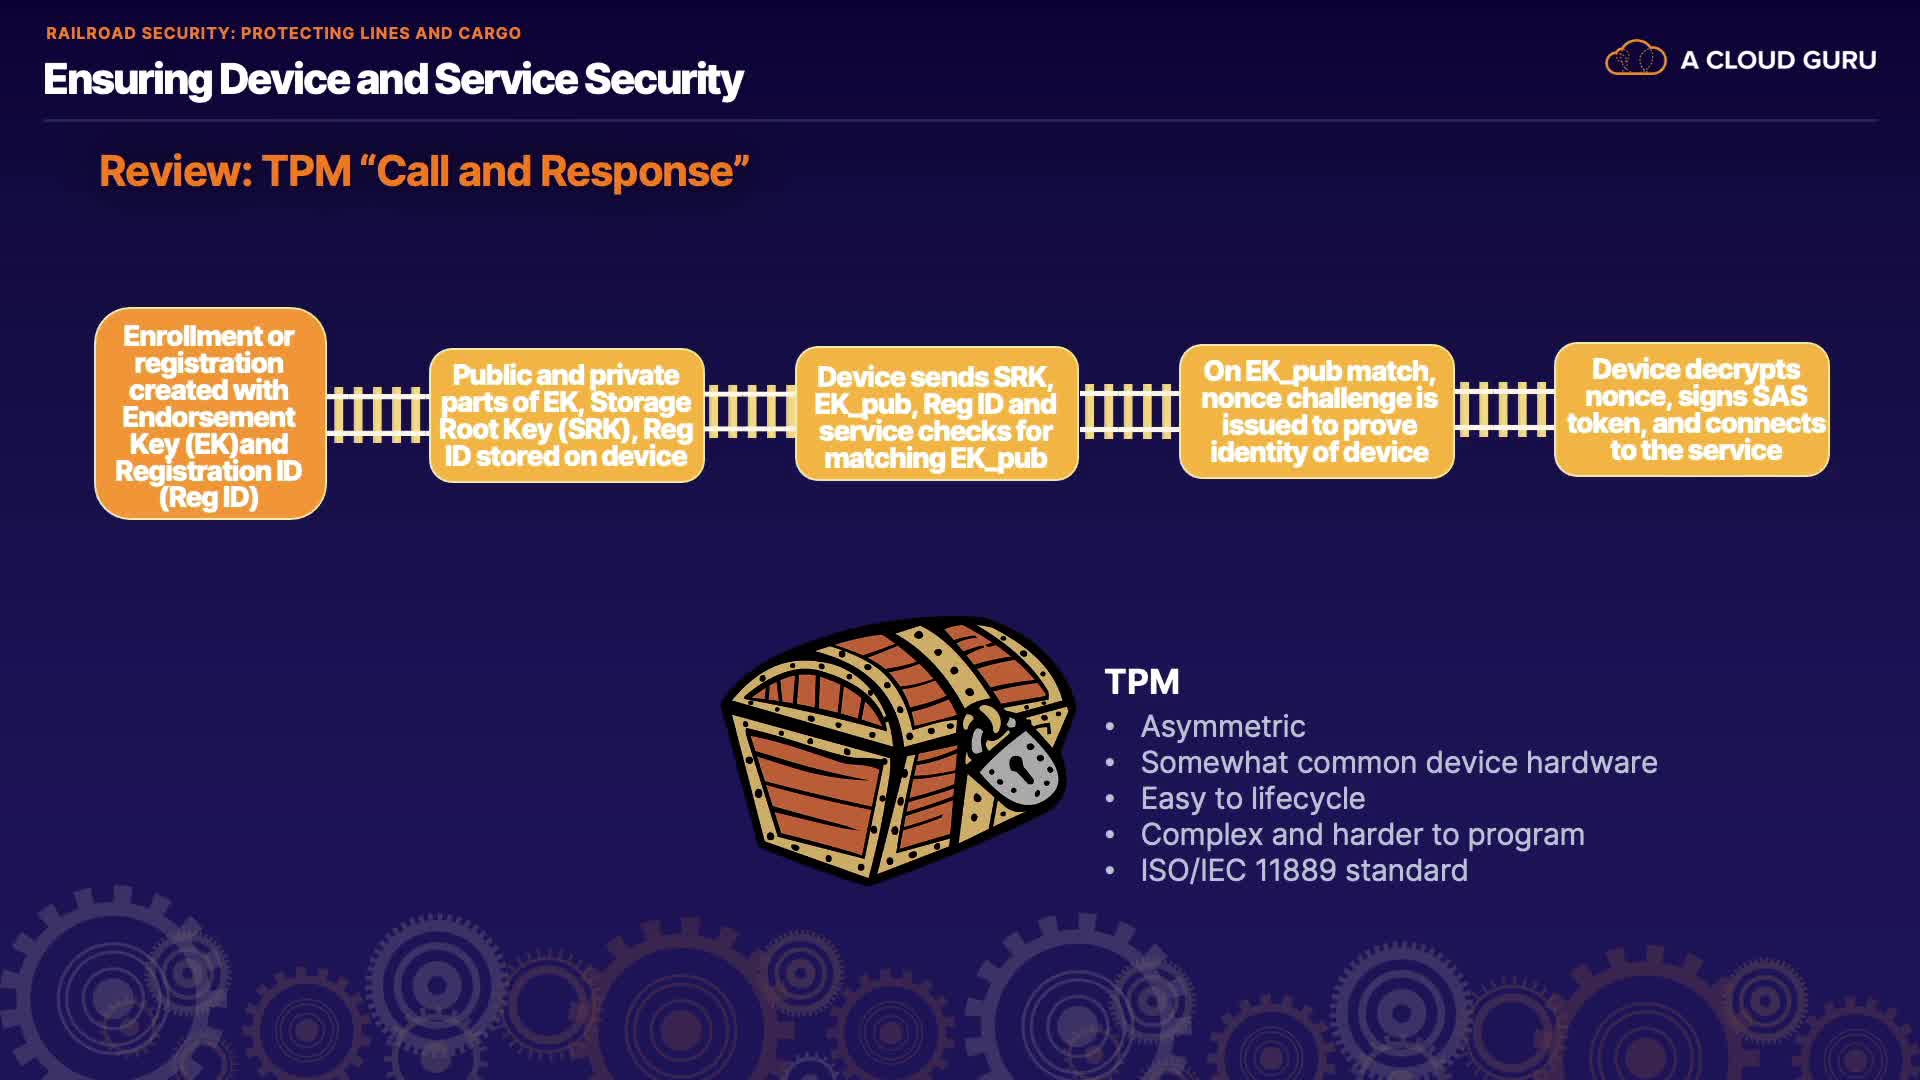 RAILROAD SECURITY: PROTECTING LINES AND CARGO
Ensuring Device and Service Security
A CLOUD GURU
Review: TPM “Call and Response”
Enrollment or
registration
created with
Endorsement
Key (EK)and
Registration ID
(Reg ID)
Public and private
parts of EK, Storage
Root Key (SRK), Reg
ID stored on device
Device sends SRK,
EK_pub, Reg ID and
service checks for
matching EK_pub
On EK_pub match,
nonce challenge is
issued to prove
identity of device
Device decrypts
nonce, signs SAS
token, and connects
to the service
TPM
• Asymmetric
• Somewhat common device hardware
• Easy to lifecycle
• Complex and harder to program
• ISO/IEC 11889 standard